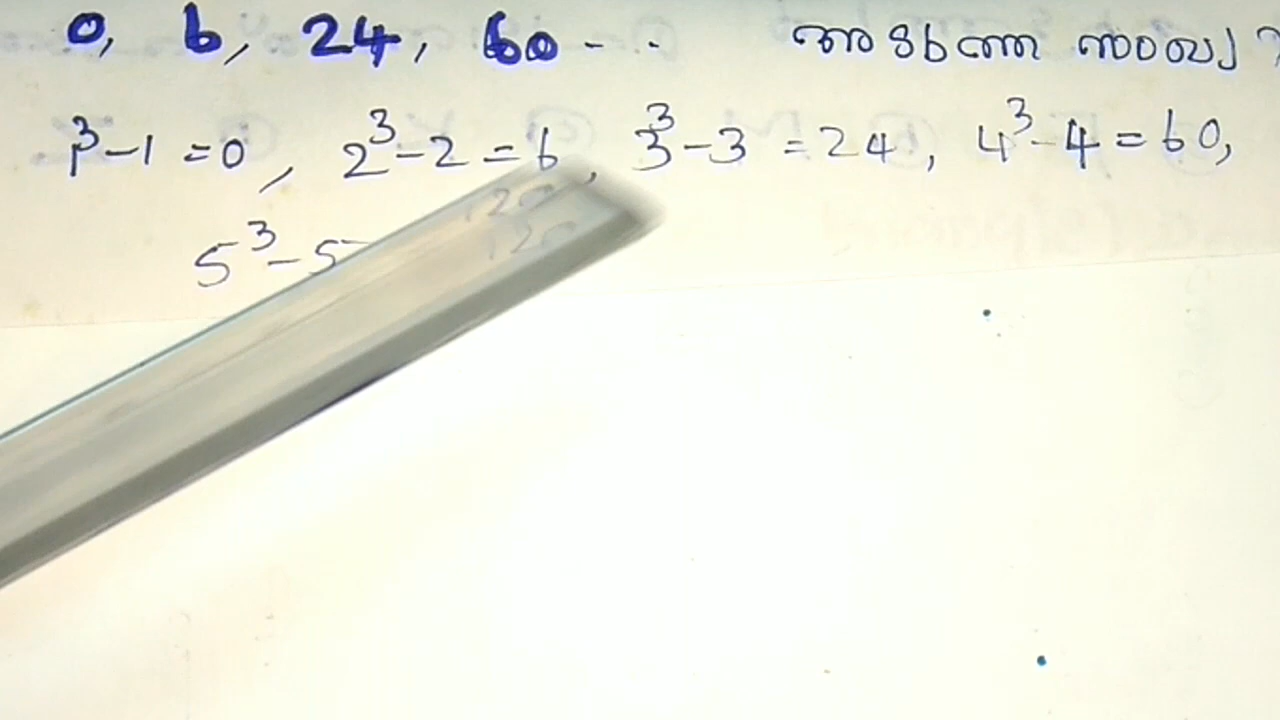 0, 6, 24, 60 - - അടുത്ത സംഖ്യ ?
1³-1 =0, 2³-2 =6, 3³-3 =24, 4³-4 =60,
5³-5